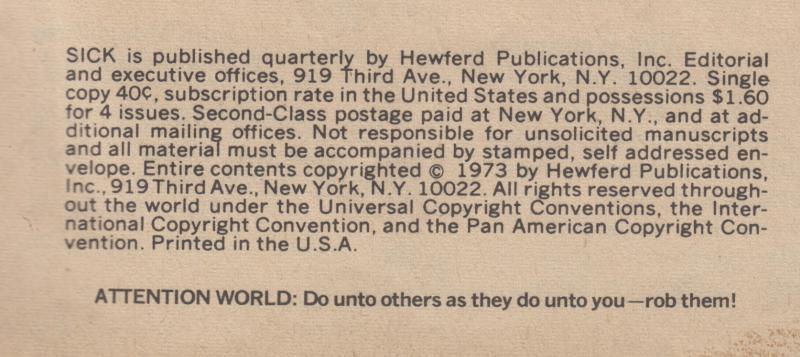 SICK is published quarterly by Hewferd Publications, Inc. Editorial
and executive offices, 919 Third Ave., New York, N.Y. 10022. Single
copy 40¢, subscription rate in the United States and possessions $1.60
for 4 issues. Second-Class postage paid at New York, N.Y., and at ad-
ditional mailing offices. Not responsible for unsolicited manuscripts
and all material must be accompanied by stamped, self addressed en-
velope. Entire contents copyrighted © 1973 by Hewferd Publications,
Inc., 919 Third Ave., New York, N.Y. 10022. All rights reserved through-
out the world under the Universal Copyright Conventions, the Inter-
national Copyright Convention, and the Pan American Copyright Con-
vention. Printed in the U.S.A.
ATTENTION WORLD: Do unto others as they do unto you—rob them!